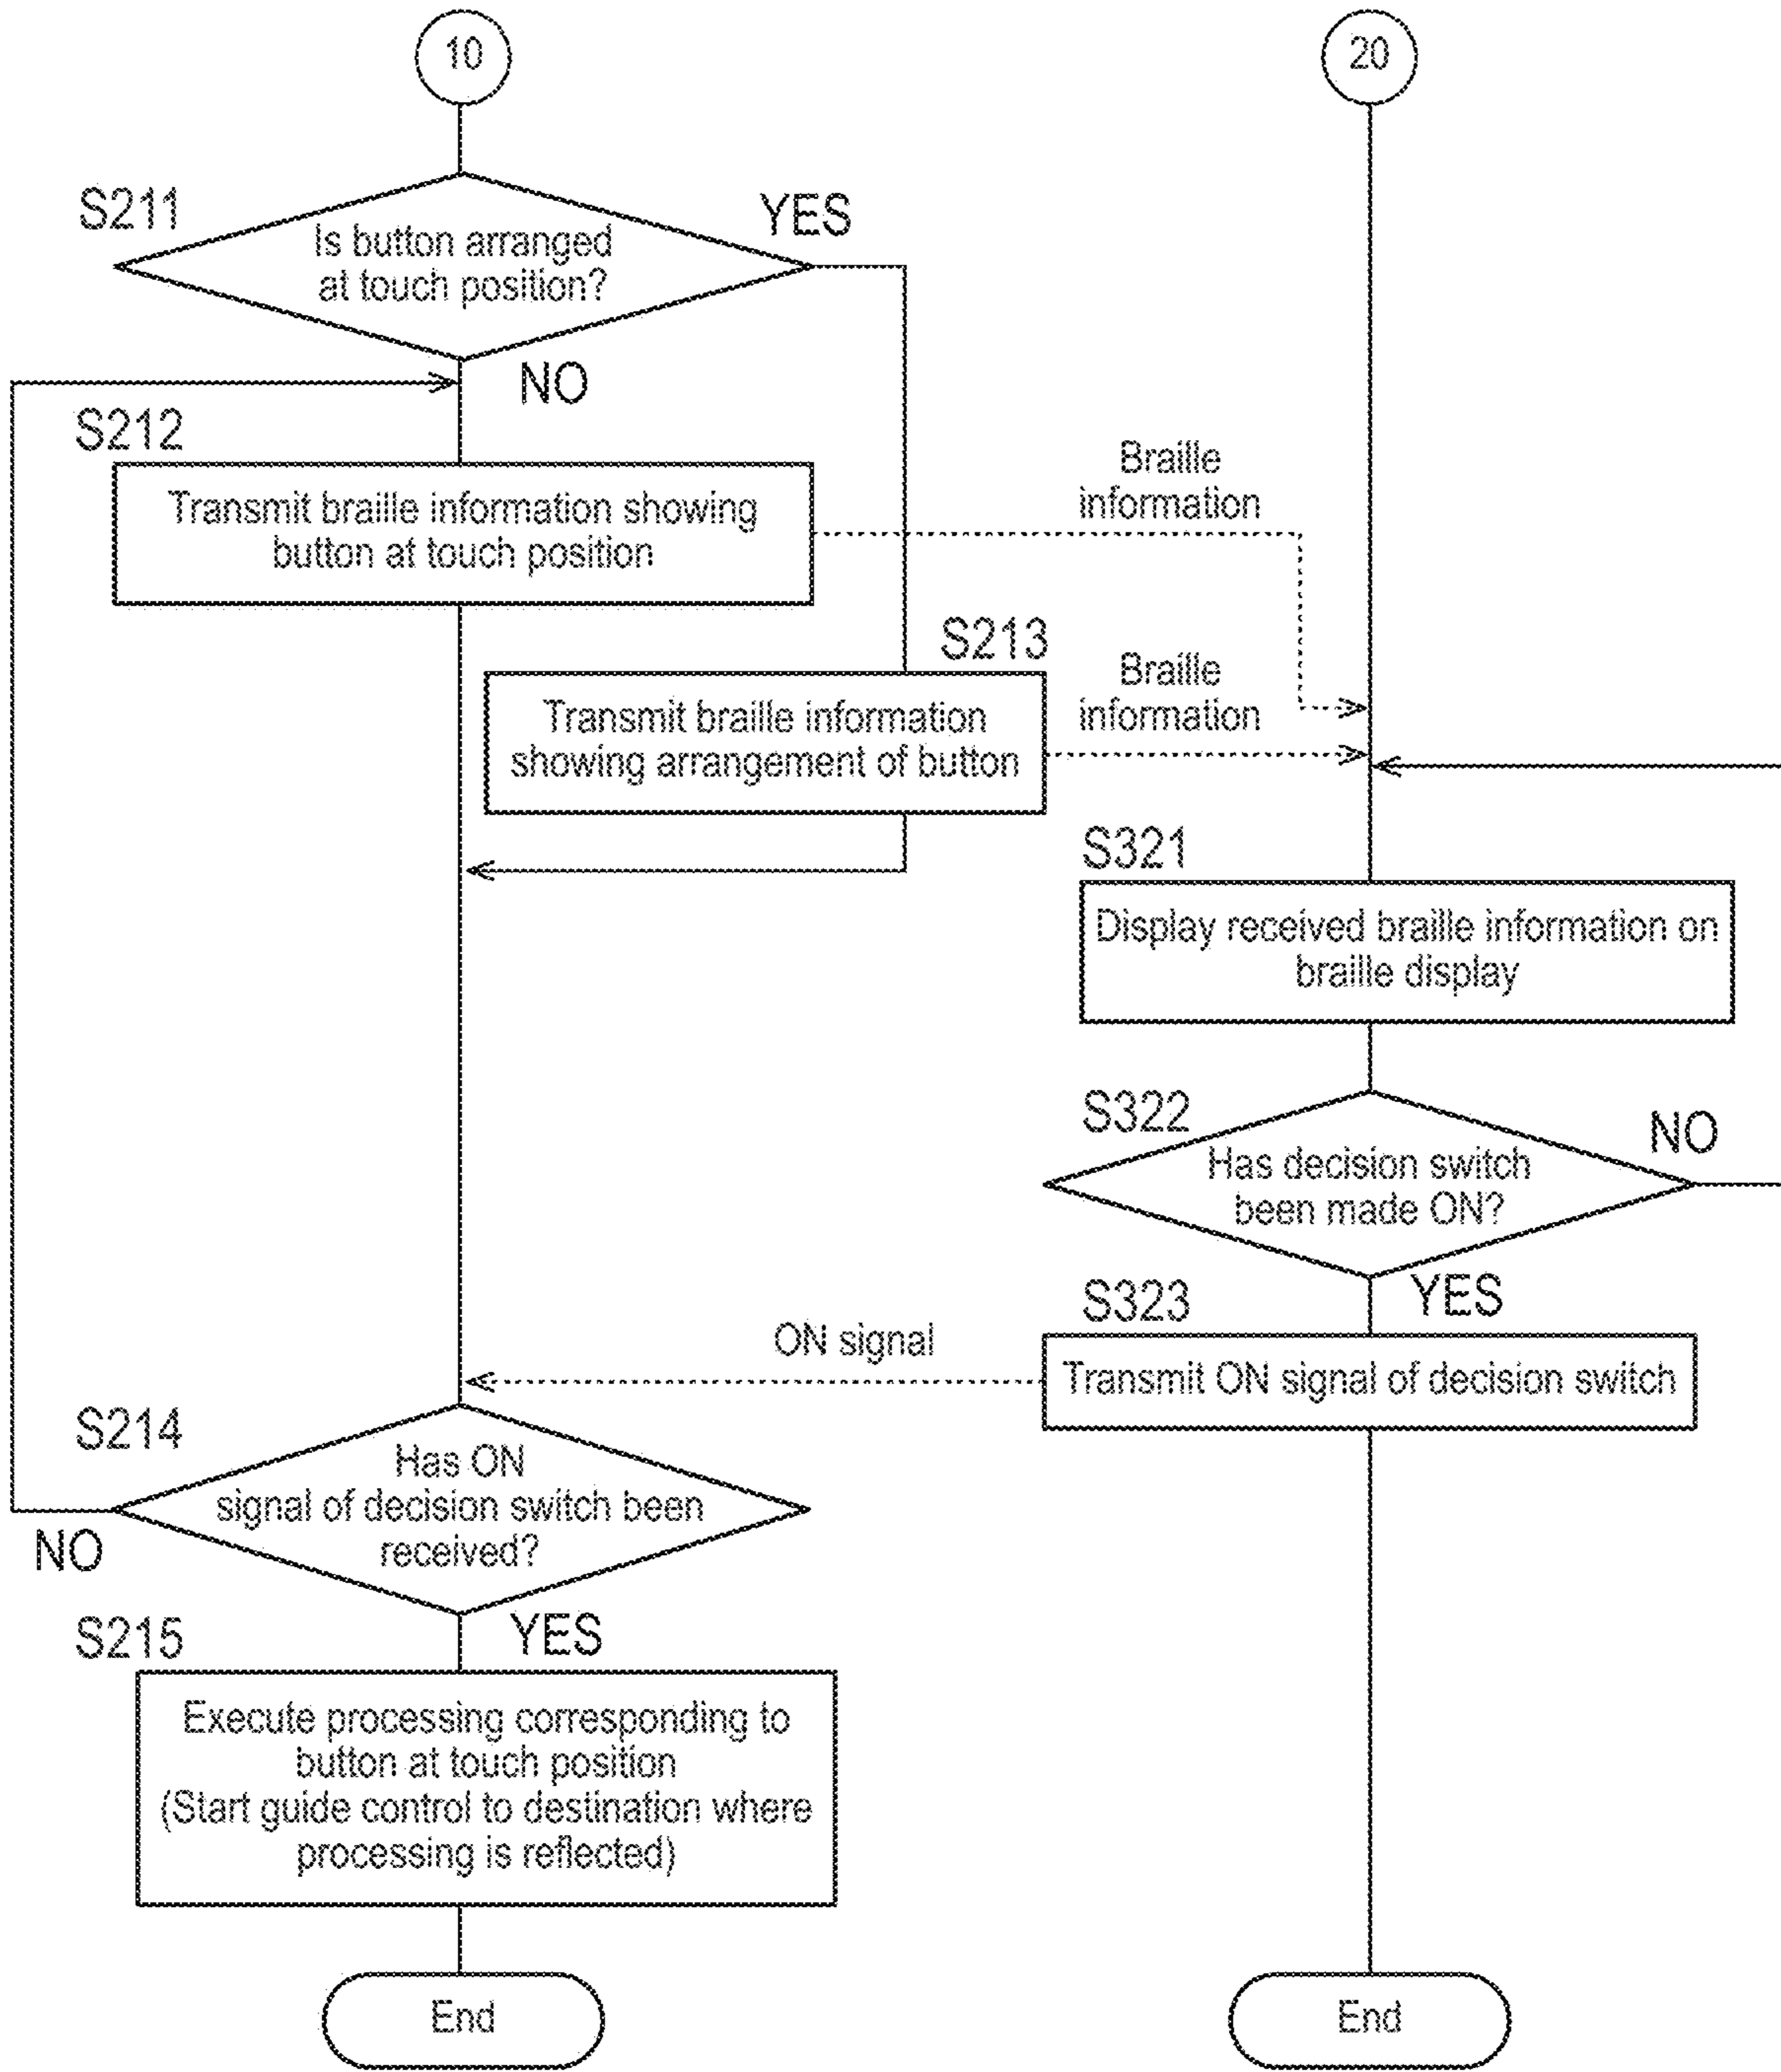 10
20
S211
Is button arranged
at touch position?
YES
NO
S212
Transmit braille information showing
button at touch position
Braille
information
S213
Transmit braille information
showing arrangement of button
Braille
information
S321
Display received braille information on
braille display
S322
Has decision switch
been made ON?
NO
YES
S323
Transmit ON signal of decision switch
ON signal
S214
Has ON
signal of decision switch been
received?
NO
YES
S215
Execute processing corresponding to
button at touch position
(Start guide control to destination where
processing is reflected)
End
End